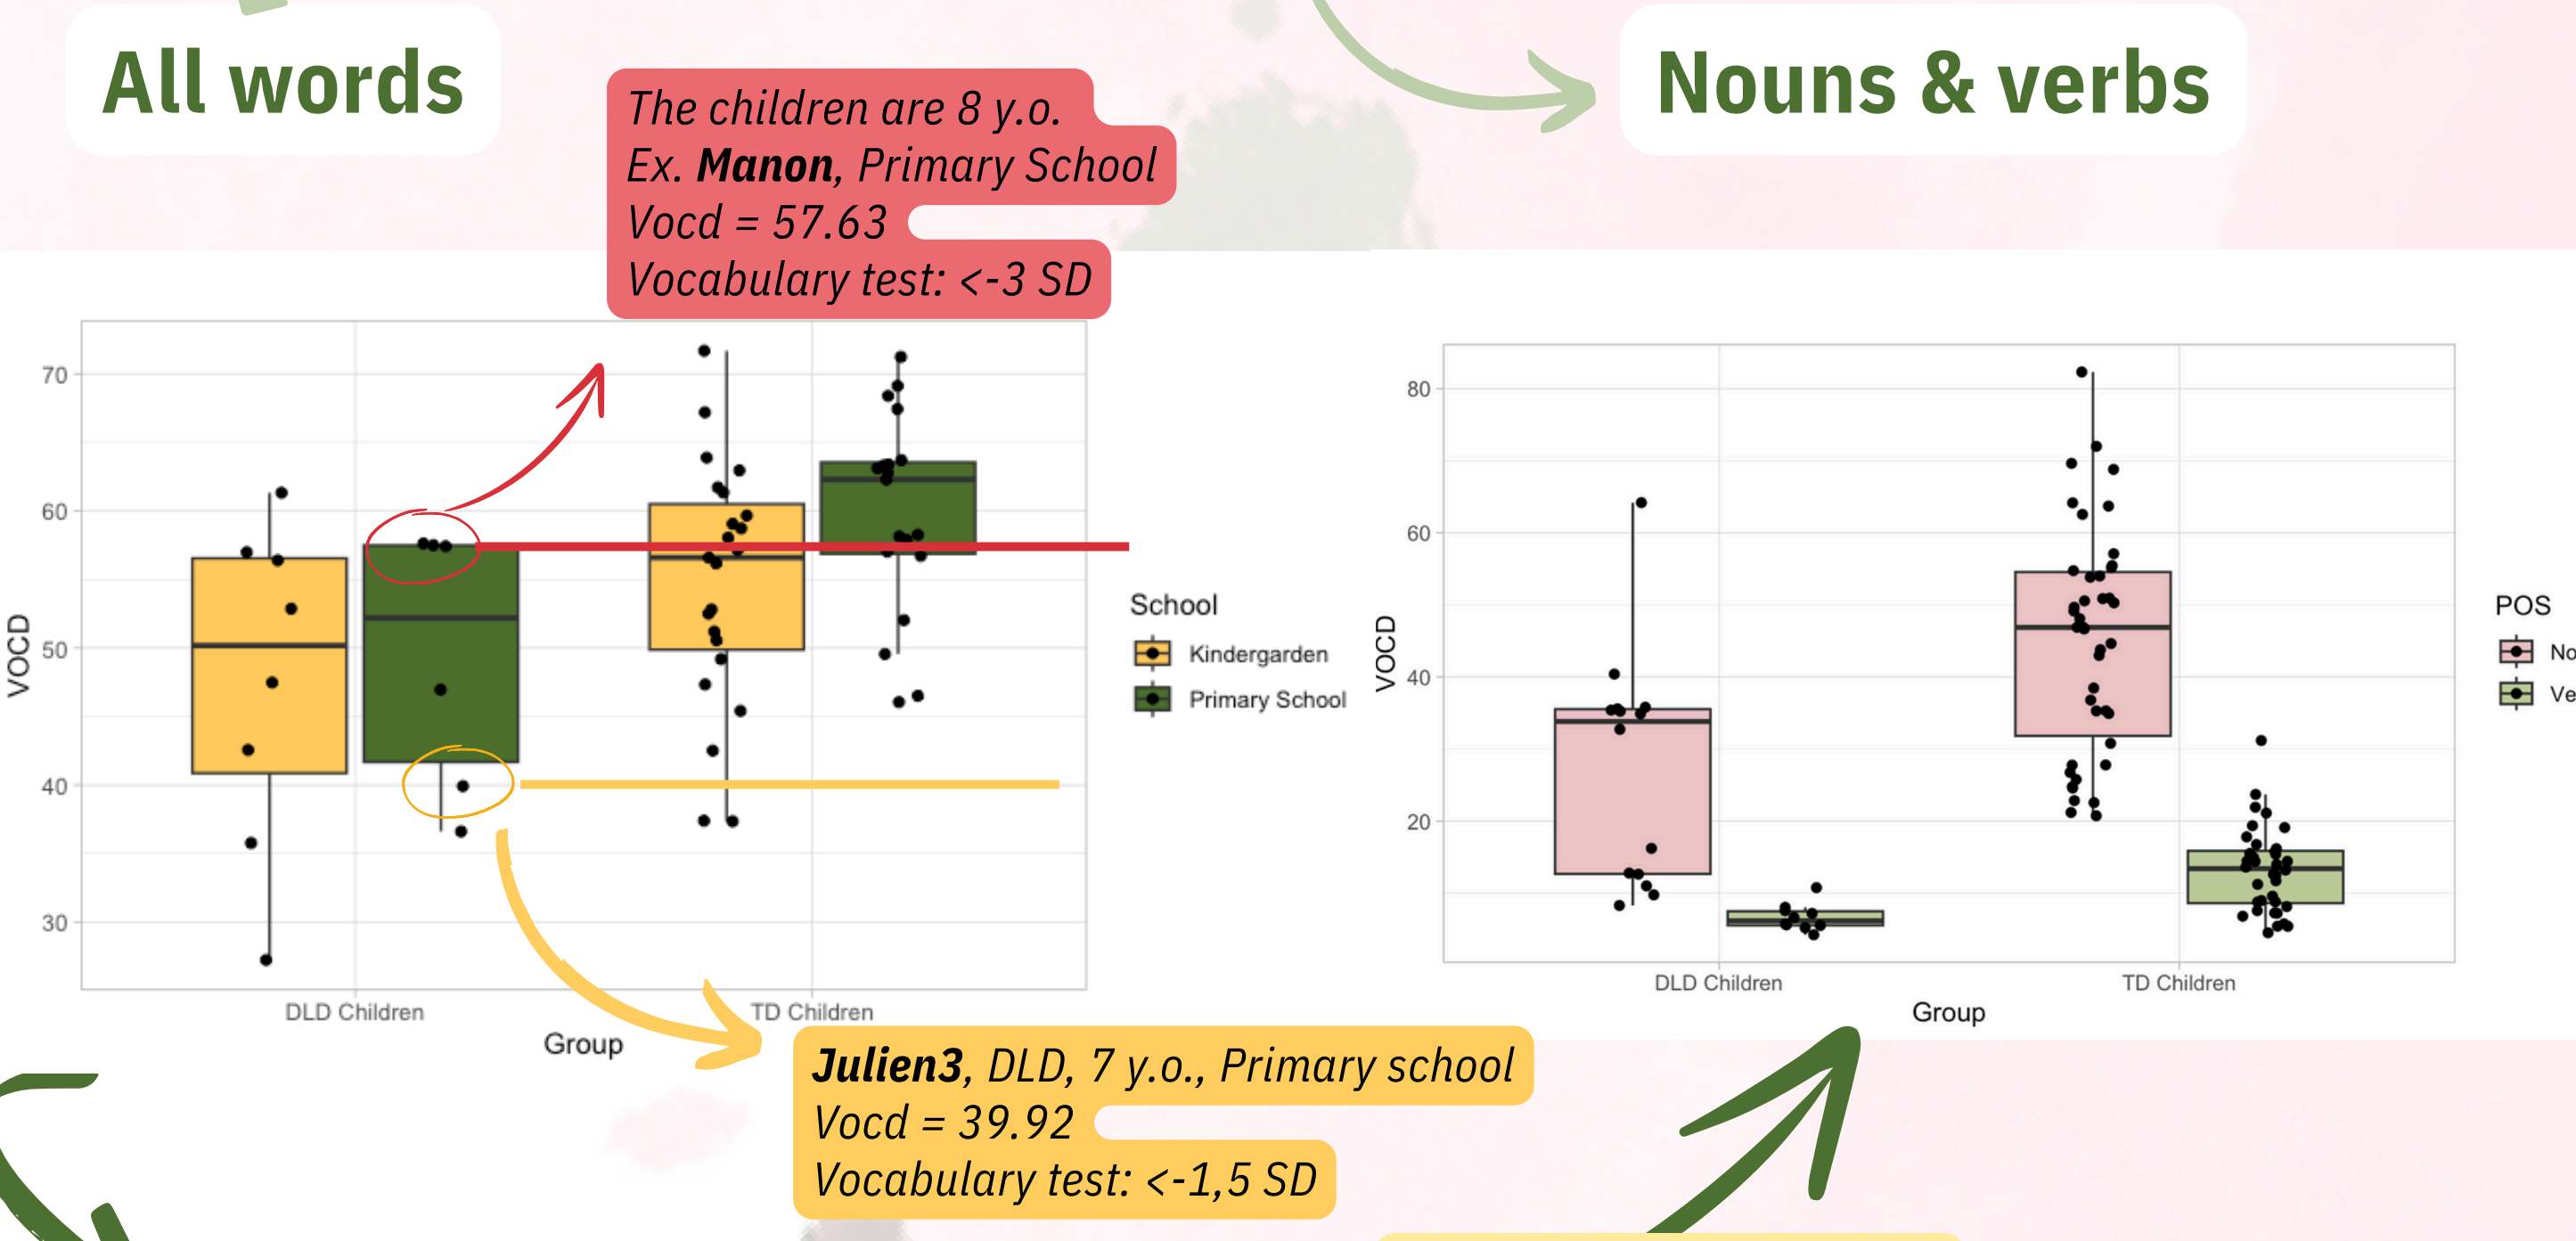 All words
Nouns & verbs
The children are 8 y.o.
Ex. Manon, Primary School
Vocd = 57.63
Vocabulary test: <-3 SD
70
60
50
40
30
VOCD
DLD Children
TD Children
Group
School
Kindergarden
Primary School
80
60
40
20
VOCD
DLD Children
TD Children
Group
POS
No
Ve
Julien3, DLD, 7 y.o., Primary school
Vocd = 39.92
Vocabulary test: <-1,5 SD